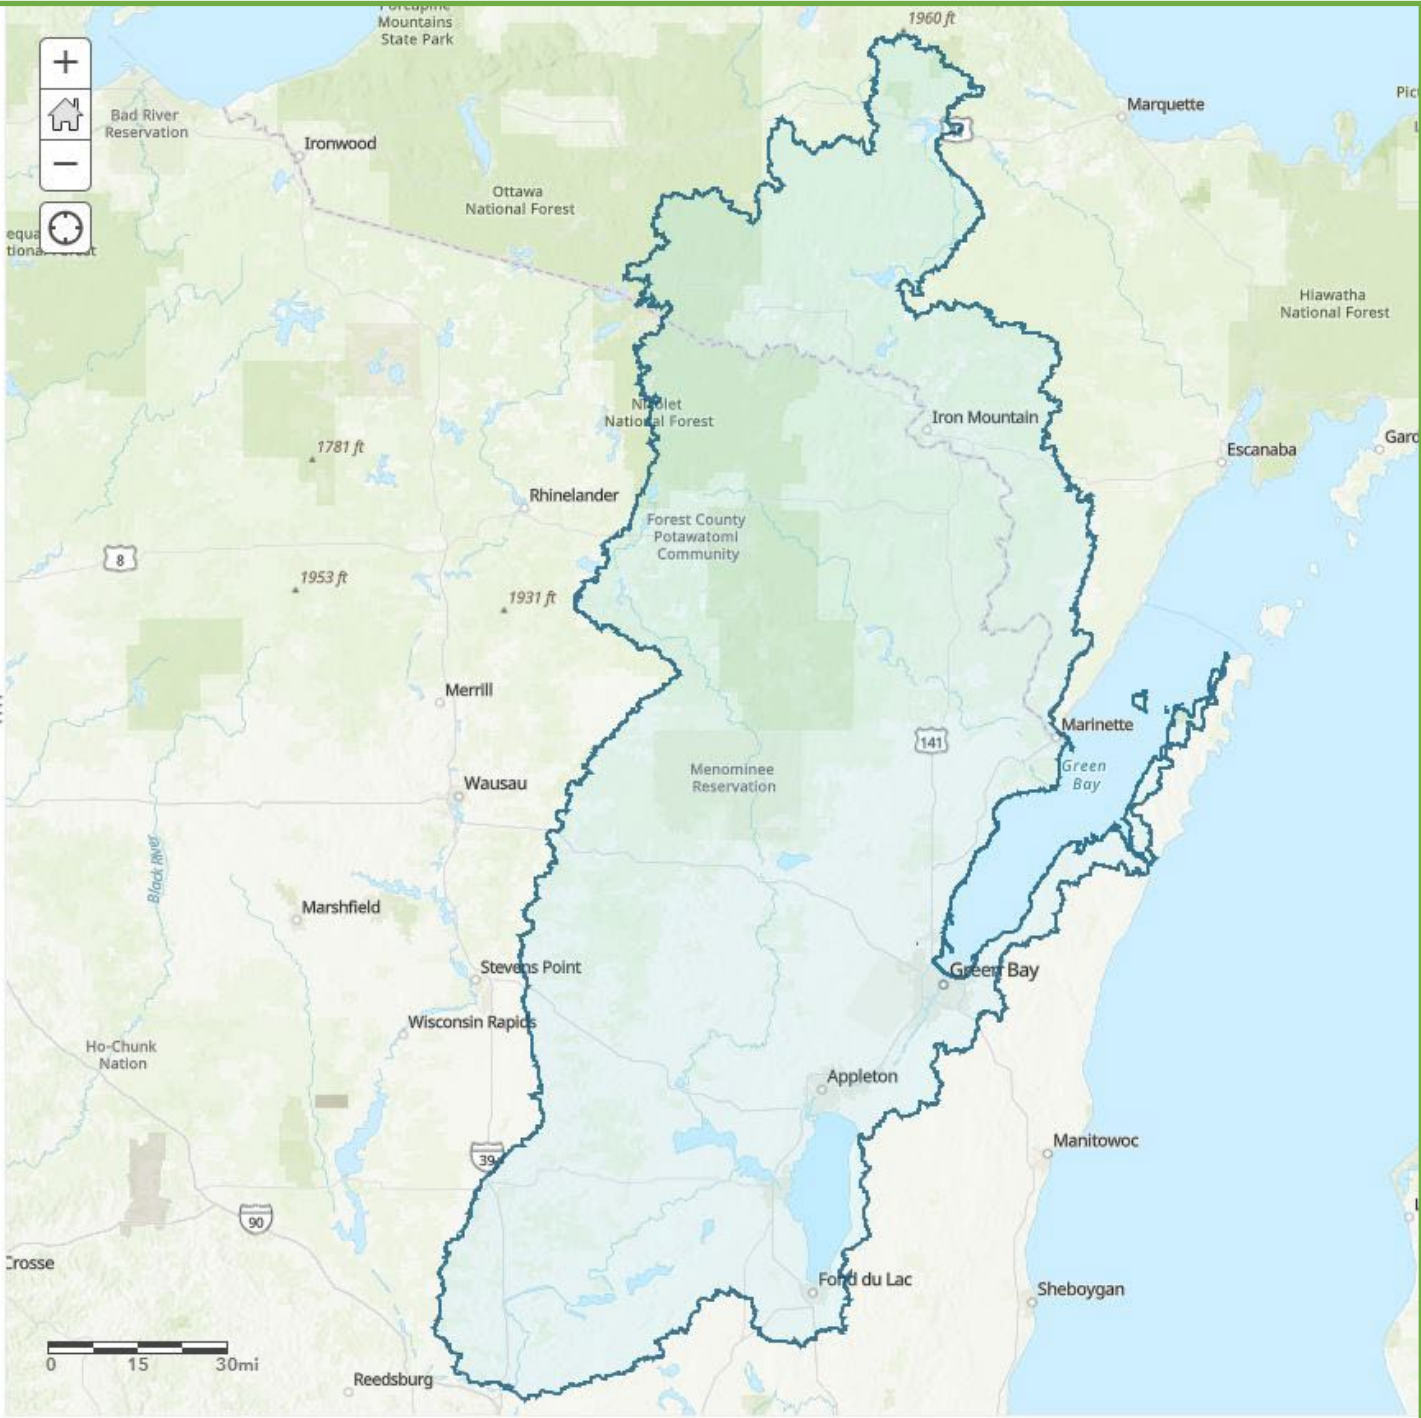 Mountains
State Park
1960 ft
+
Bad River
Reservation
Ironwood
Marquette
−
Ottawa
National Forest
Hiawatha
National Forest
Nicolet
National Forest
Iron Mountain
1781 ft
Escanaba
Rhinelander
Forest County
Potawatomi
Community
8
1953 ft
1931 ft
Merrill
Marinette
141
Green
Bay
Menominee
Reservation
Wausau
Black River
Marshfield
Stevens Point
Green Bay
Wisconsin Rapids
Ho-Chunk
Nation
Appleton
Manitowoc
39
90
Crosse
Fond du Lac
Sheboygan
0 15 30mi
Reedsburg